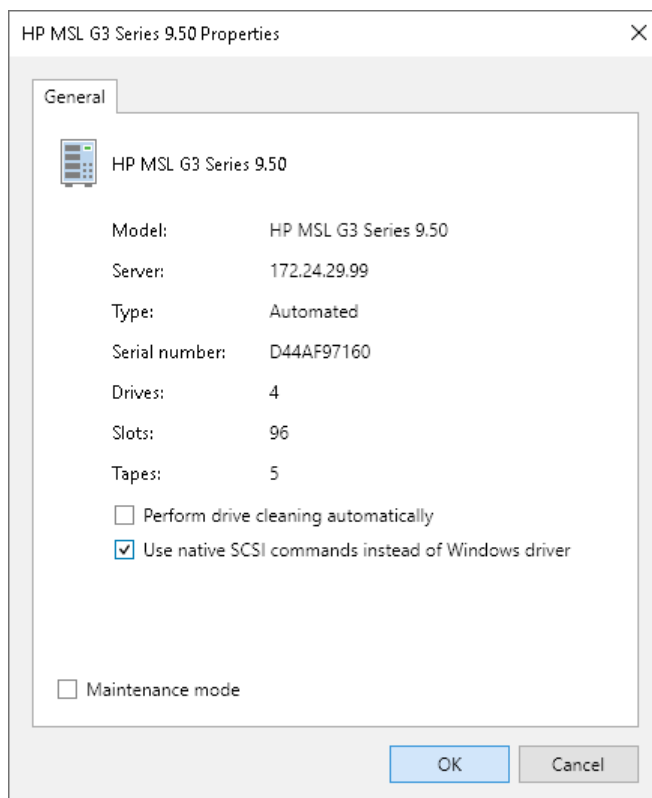 HP MSL G3 Series 9.50 Properties
General
HP MSL G3 Series 9.50
Model: HP MSL G3 Series 9.50
Server: 172.24.29.99
Type: Automated
Serial number: D44AF97160
Drives: 4
Slots: 96
Tapes: 5
Perform drive cleaning automatically
Use native SCSI commands instead of Windows driver
Maintenance mode
OK Cancel